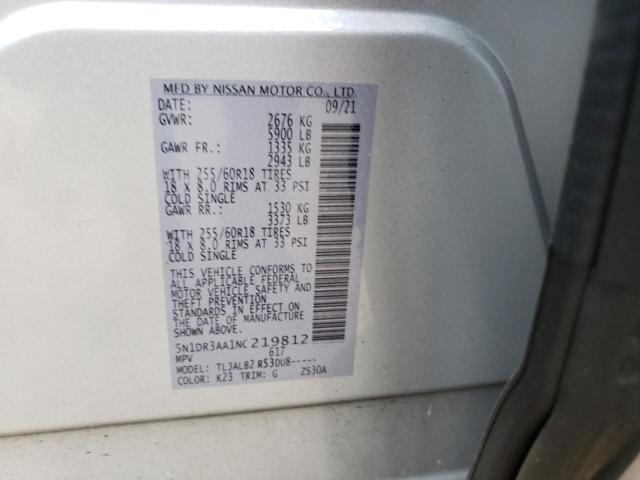 MFD BY NISSAN MOTOR CO., LTD.
DATE: 09/21
GVWR: 2676 KG
5900 LB
GAWR FR.: 1335 KG
2943 LB
WITH 255/60R18 TIRES
18 X 8.0 RIMS AT 33 PSI
COLD SINGLE
GAWR RR.: 1530 KG
3373 LB
WITH 255/60R18 TIRES
18 X 8.0 RIMS AT 33 PSI
COLD SINGLE
THIS VEHICLE CONFORMS TO
ALL APPLICABLE FEDERAL
MOTOR VEHICLE SAFETY AND
THEFT PREVENTION
STANDARDS IN EFFECT ON
THE DATE OF MANUFACTURE
SHOWN ABOVE.
5N1DR3AA1NC219812
MPV 617
MODEL: TLJALB2 R53DU8-----
COLOR: K23 TRIM: G ZS30A